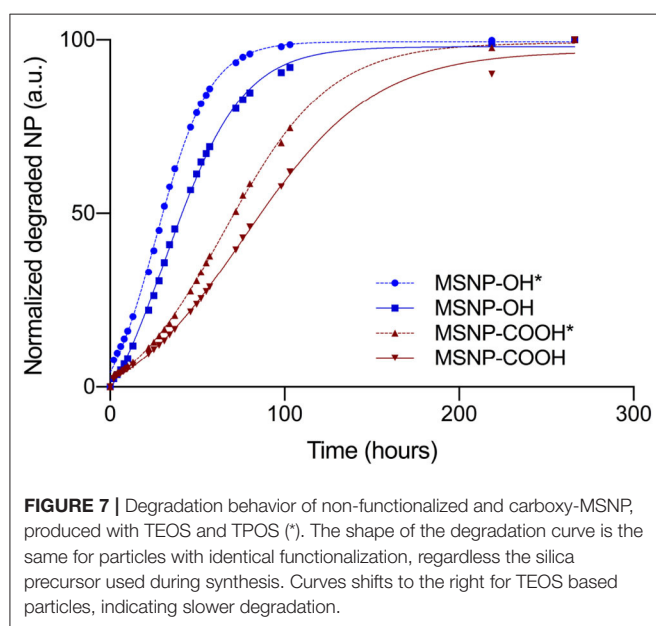 Normalized degraded NP (a.u.)
100
50
0
0
100
200
300
Time (hours)
MSNP-OH*
MSNP-OH
MSNP-COOH*
MSNP-COOH
FIGURE 7 | Degradation behavior of non-functionalized and carboxy-MSNP,
produced with TEOS and TPOS (*). The shape of the degradation curve is the
same for particles with identical functionalization, regardless the silica
precursor used during synthesis. Curves shifts to the right for TEOS based
particles, indicating slower degradation.